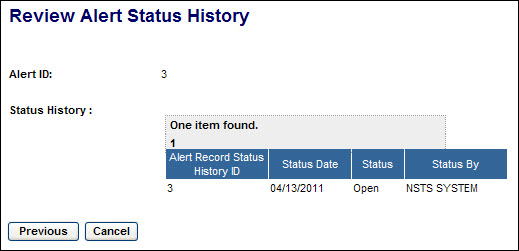 Review Alert Status History
Alert ID: 3
Status History :
One item found.
1
Alert Record Status History ID Status Date Status Status By
3 04/13/2011 Open NSTS SYSTEM
Previous Cancel